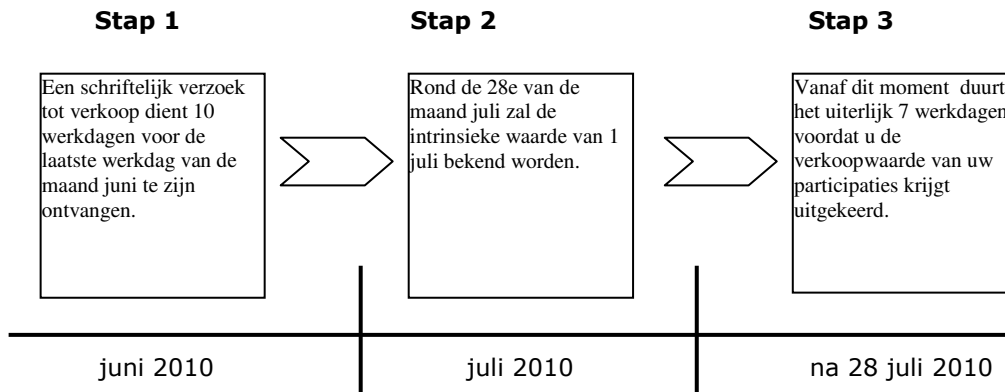 Stap 1
Stap 2
Stap 3
Een schriftelijk verzoek
tot verkoop dient 10
werkdagen voor de
laatste werkdag van de
maand juni te zijn
ontvangen.
Rond de 28e van de
maand juli zal de
intrinsieke waarde van 1
juli bekend worden.
Vanaf dit moment duurt
het uiterlijk 7 werkdagen
voordat u de
verkoopwaarde van uw
participaties krijgt
uitgekeerd.
juni 2010
juli 2010
na 28 juli 2010